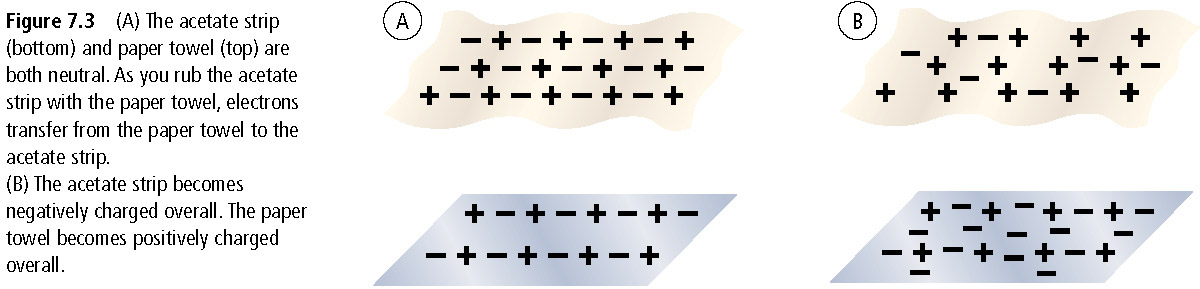 Figure 7.3 (A) The acetate strip
(bottom) and paper towel (top) are
both neutral. As you rub the acetate
strip with the paper towel, electrons
transfer from the paper towel to the
acetate strip.
(B) The acetate strip becomes
negatively charged overall. The paper
towel becomes positively charged
overall.
A
− + − + − + − +
− + − + − + − + −
+ − + − + − + − +
+ − + − + − + −
− + − + − + − +
B
+ − + + +
− + + + − + −
+ + − + − + +
+ − − + − + − +
− − − − −
− + − + − + − +
− −